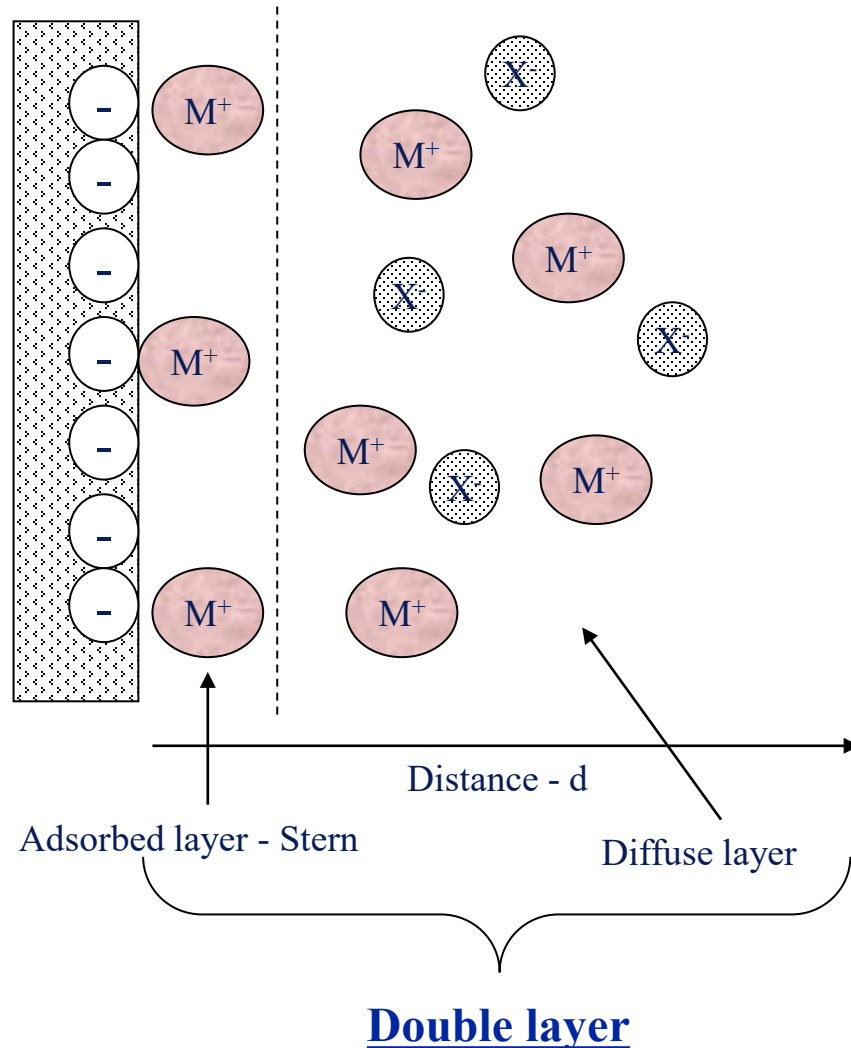 -
-
-
-
-
-
-
M⁺
X⁻
M⁺
M⁺
X⁻
X⁻
M⁺
M⁺
X⁻
M⁺
M⁺
M⁺
Distance - d
Adsorbed layer - Stern
Diffuse layer
Double layer